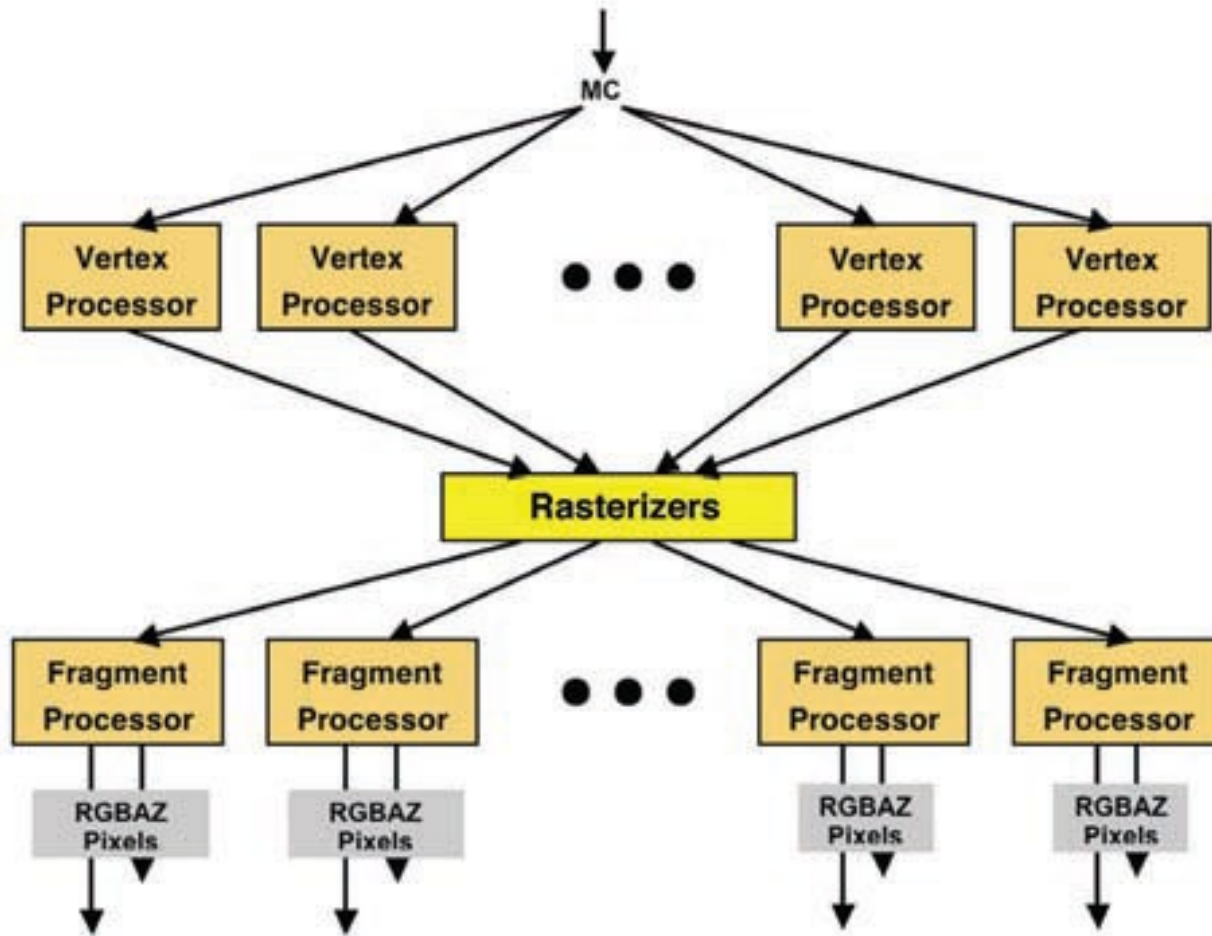 MC
Vertex
Processor
Vertex
Processor
Vertex
Processor
Vertex
Processor
Rasterizers
Fragment
Processor
Fragment
Processor
Fragment
Processor
Fragment
Processor
RGBAZ
Pixels
RGBAZ
Pixels
RGBAZ
Pixels
RGBAZ
Pixels